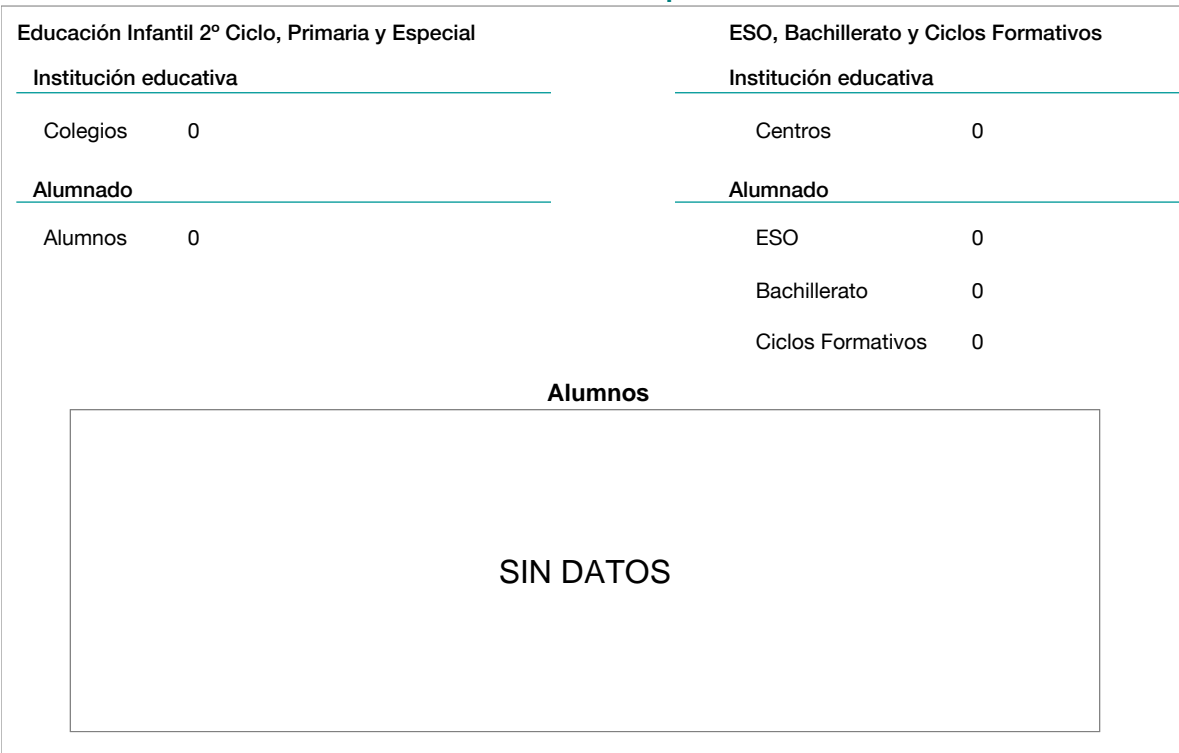 Educación Infantil 2º Ciclo, Primaria y Especial
Institución educativa
Colegios 0
Alumnado
Alumnos 0
ESO, Bachillerato y Ciclos Formativos
Institución educativa
Centros 0
Alumnado
ESO 0
Bachillerato 0
Ciclos Formativos 0
Alumnos
SIN DATOS